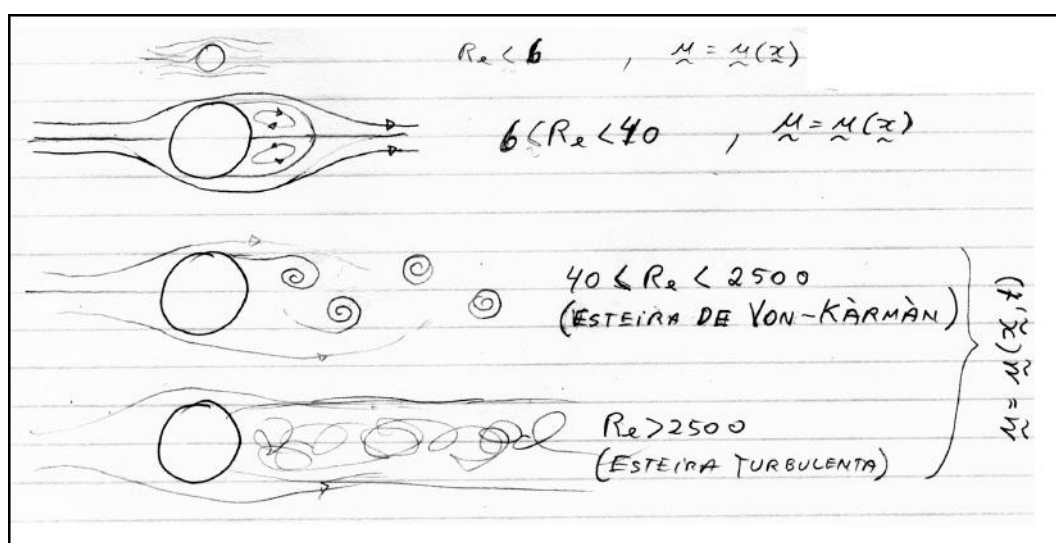 Re < 6 , u = u(x)
6 < Re < 40 , u = u(x)
40 < Re < 2500
(ESTEIRA DE VON-KÀRMÀN)
Re > 2500
(ESTEIRA TURBULENTA)
u = u(x, t)